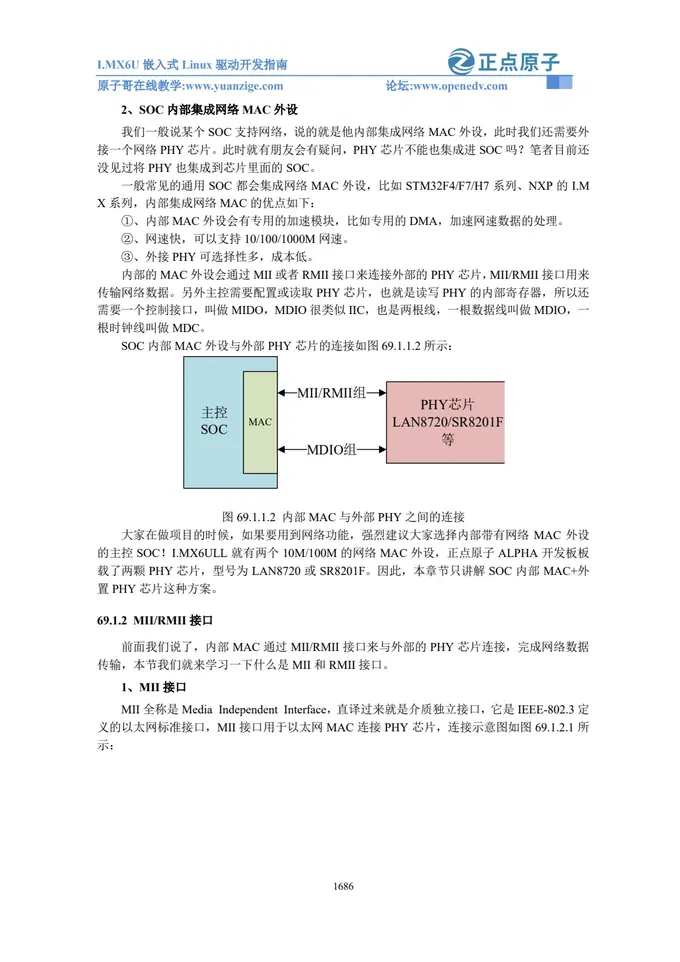 I.MX6U 嵌入式 Linux 驱动开发指南
正点原子
原子哥在线教学:www.yuanzige.com
论坛:www.openedv.com
2、SOC 内部集成网络 MAC 外设
我们一般说某个 SOC 支持网络，说的就是他内部集成网络 MAC 外设，此时我们还需要外
接一个网络 PHY 芯片。此时就有朋友会有疑问，PHY 芯片不能也集成进 SOC 吗？笔者目前还
没见过将 PHY 也集成到芯片里面的 SOC。
一般常见的通用 SOC 都会集成网络 MAC 外设，比如 STM32F4/F7/H7 系列、NXP 的 I.M
X 系列，内部集成网络 MAC 的优点如下：
①、内部 MAC 外设会有专用的加速模块，比如专用的 DMA，加速网速数据的处理。
②、网速快，可以支持 10/100/1000M 网速。
③、外接 PHY 可选择性多，成本低。
内部的 MAC 外设会通过 MII 或者 RMII 接口来连接外部的 PHY 芯片，MII/RMII 接口用来
传输网络数据。另外主控需要配置或读取 PHY 芯片，也就是读写 PHY 的内部寄存器，所以还
需要一个控制接口，叫做 MIDO，MDIO 很类似 IIC，也是两根线，一根数据线叫做 MDIO，一
根时钟线叫做 MDC。
SOC 内部 MAC 外设与外部 PHY 芯片的连接如图 69.1.1.2 所示：
主控
SOC
MAC
MII/RMII组
MDIO组
PHY芯片
LAN8720/SR8201F
等
图 69.1.1.2 内部 MAC 与外部 PHY 之间的连接
大家在做项目的时候，如果要用到网络功能，强烈建议大家选择内部带有网络 MAC 外设
的主控 SOC！I.MX6ULL 就有两个 10M/100M 的网络 MAC 外设，正点原子 ALPHA 开发板板
载了两颗 PHY 芯片，型号为 LAN8720 或 SR8201F。因此，本章节只讲解 SOC 内部 MAC+外
置 PHY 芯片这种方案。
69.1.2 MII/RMII 接口
前面我们说了，内部 MAC 通过 MII/RMII 接口来与外部的 PHY 芯片连接，完成网络数据
传输，本节我们就来学习一下什么是 MII 和 RMII 接口。
1、MII 接口
MII 全称是 Media Independent Interface，直译过来就是介质独立接口，它是 IEEE-802.3 定
义的以太网标准接口，MII 接口用于以太网 MAC 连接 PHY 芯片，连接示意图如图 69.1.2.1 所
示：
1686